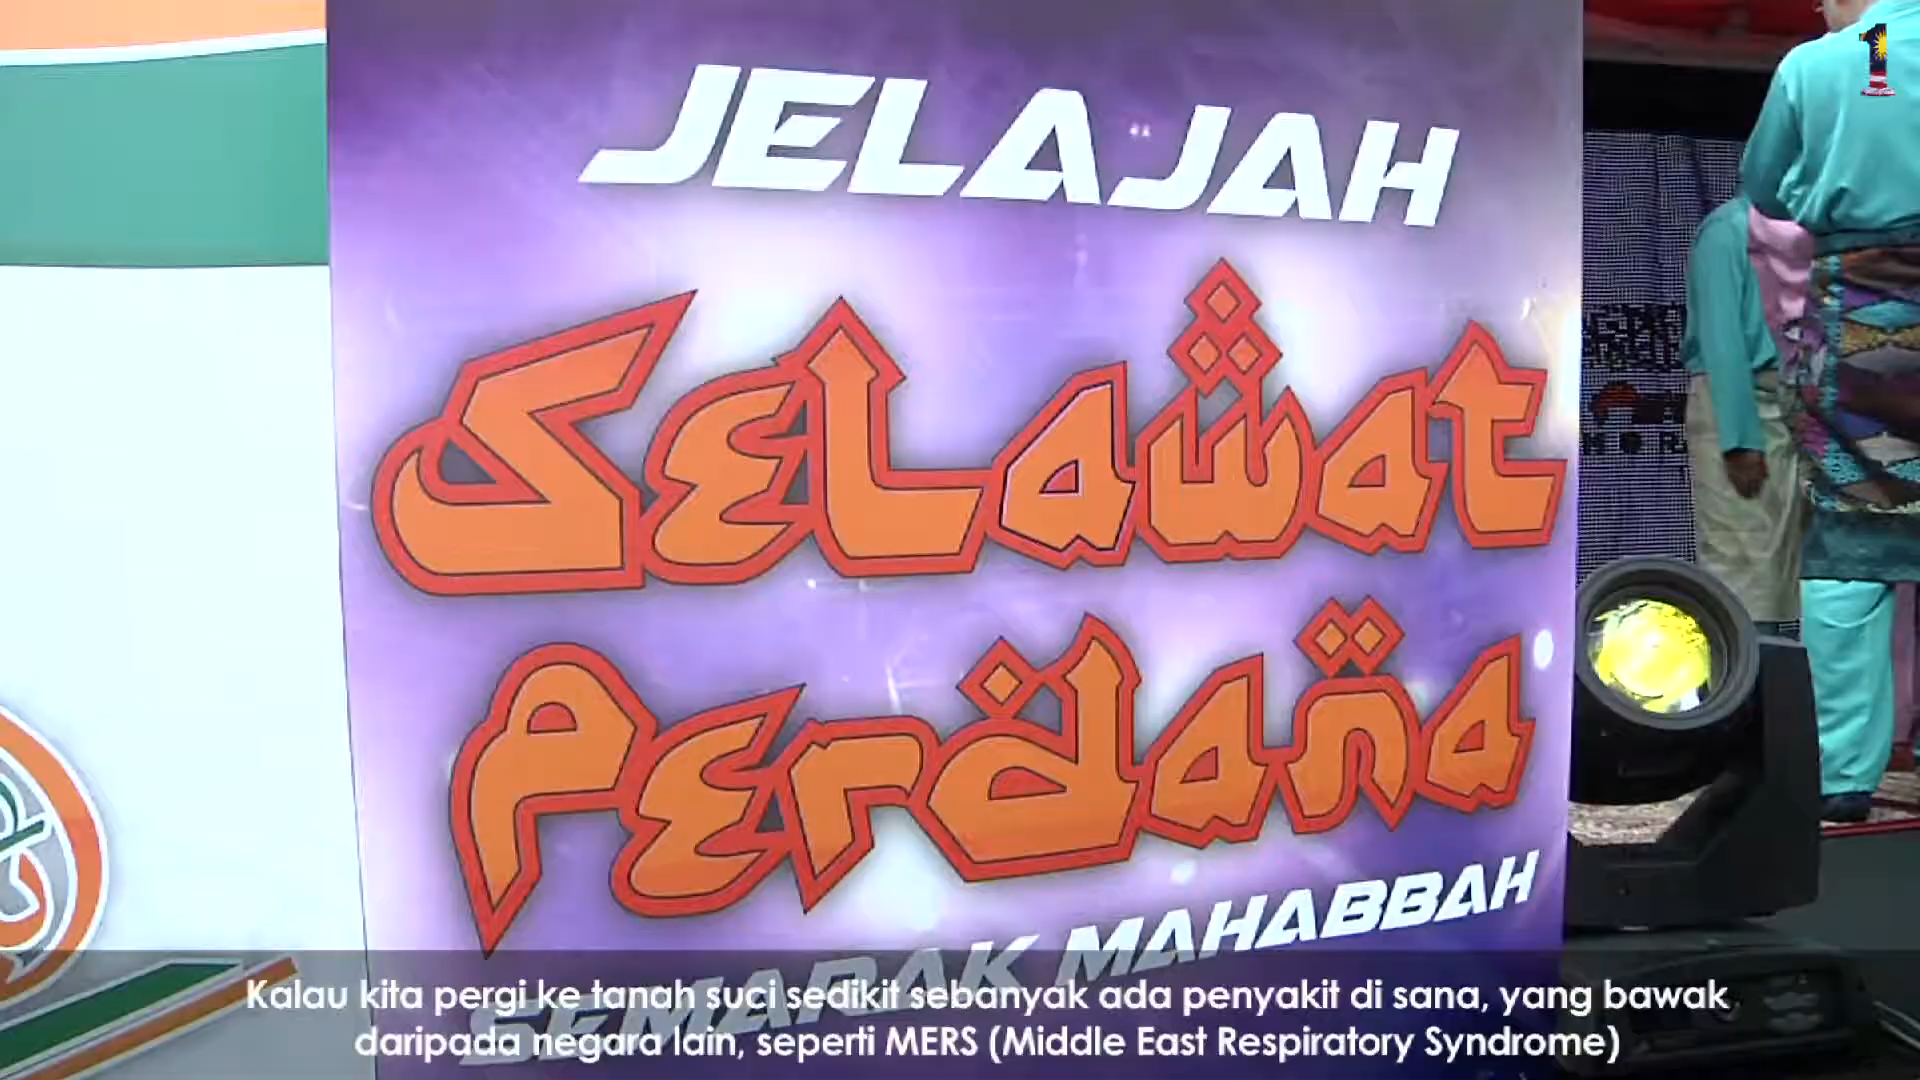 JELAJAH
Selawat
Perdana
SEMARAK MAHABBAH
Kalau kita pergi ke tanah suci sedikit sebanyak ada penyakit di sana, yang bawak
daripada negara lain, seperti MERS (Middle East Respiratory Syndrome)